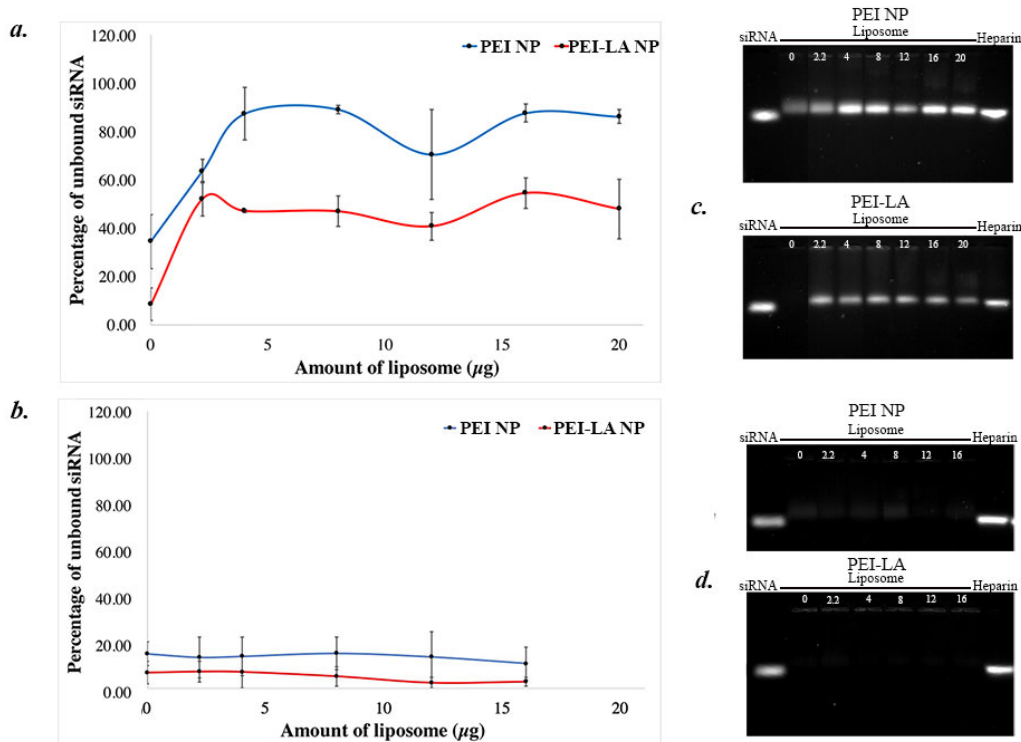 a.
120.00
100.00
80.00
60.00
40.00
20.00
0.00
Percentage of unbound siRNA
PEI NP PEI-LA NP
0 5 10 15 20
Amount of liposome (µg)
PEI NP
siRNA Liposome Heparin
0 2.2 4 8 12 16 20
c.
PEI-LA
siRNA Liposome Heparin
0 2.2 4 8 12 16 20
b.
120.00
100.00
80.00
60.00
40.00
20.00
0.00
Percentage of unbound siRNA
PEI NP PEI-LA NP
0 5 10 15 20
Amount of liposome (µg)
PEI NP
siRNA Liposome Heparin
0 2.2 4 8 12 16
d.
PEI-LA
siRNA Liposome Heparin
0 2.2 4 8 12 16